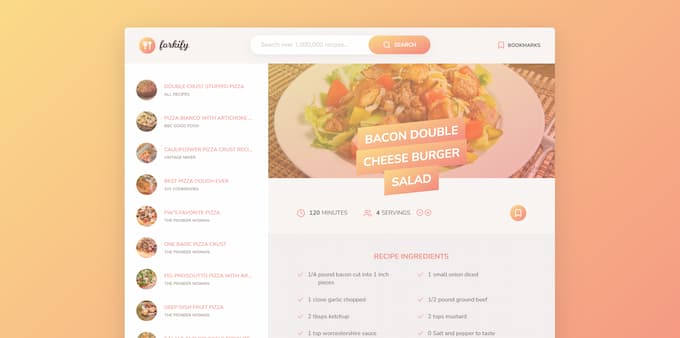 forkify
Search over 1,000,000 recipes...
SEARCH
BOOKMARKS
DOUBLE CRUST STUFFED PIZZA
ALL RECIPES
PIZZA BIANCO WITH ARTICHOKE ...
BBC GOOD FOOD
CAULIFLOWER PIZZA CRUST RECI...
VINTAGE MIXER
BEST PIZZA DOUGH EVER
101 COOKBOOKS
PW'S FAVORITE PIZZA
THE PIONEER WOMAN
ONE BASIC PIZZA CRUST
THE PIONEER WOMAN
FIG-PROSCIUTTO PIZZA WITH AR...
THE PIONEER WOMAN
DEEP DISH FRUIT PIZZA
THE PIONEER WOMAN
BACON DOUBLE
CHEESE BURGER
SALAD
120 MINUTES
4 SERVINGS
RECIPE INGREDIENTS
1/4 pound bacon cut into 1 inch
pieces
1 small onion diced
1 clove garlic chopped
1/2 pound ground beef
2 tbsps ketchup
2 tsps mustard
1 tsp worcestershire sauce
0 Salt and pepper to taste